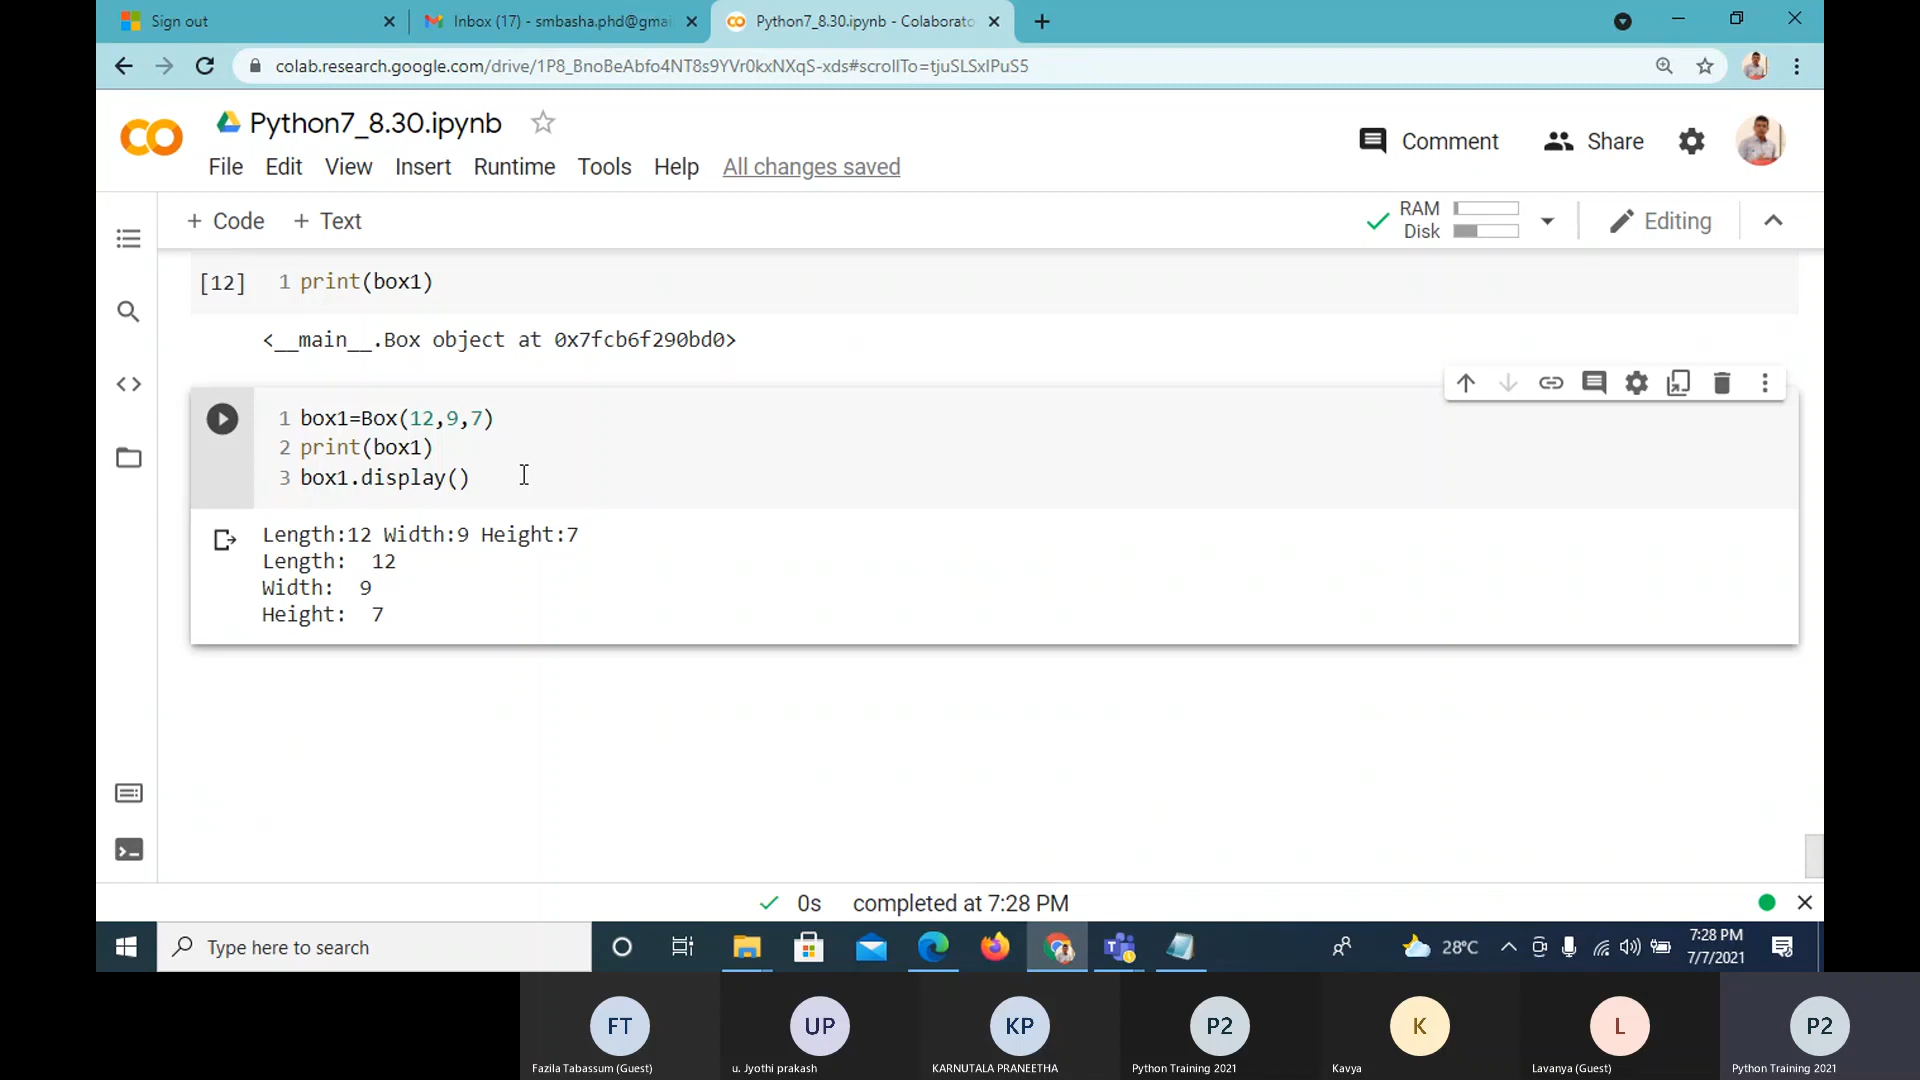 Sign out
Inbox (17) - smbasha.phd@gmai
Python7_8.30.ipynb - Colaborato
colab.research.google.com/drive/1P8_BnoBeAbfo4NT8s9YVr0kxNXqS-xds#scrollTo=tjuSLSxIPuS5
Python7_8.30.ipynb
Comment
Share
File Edit View Insert Runtime Tools Help All changes saved
+ Code + Text
RAM
Disk
Editing
[12] 1 print(box1)
<__main__.Box object at 0x7fcb6f290bd0>
1 box1=Box(12,9,7)
2 print(box1)
3 box1.display()
Length:12 Width:9 Height:7
Length:  12
Width:  9
Height:  7
0s completed at 7:28 PM
Type here to search
28°C
7:28 PM
7/7/2021
FT UP KP P2 K L P2
Fazila Tabassum (Guest) u. Jyothi prakash KARNUTALA PRANEETHA Python Training 2021 Kavya Lavanya (Guest) Python Training 2021